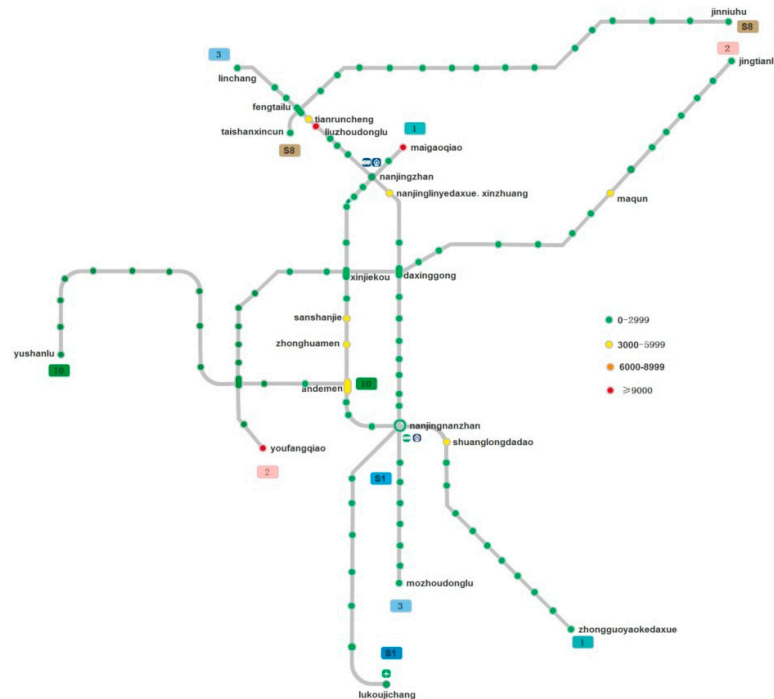 jinniuhu
S8
3
2
linchang
jingtianl
fengtailu
tianruncheng
1
taishanxincun
liuzhoudonglu
S8
maigaoqiao
nanjingzhan
nanjinglinyedaxue. xinzhuang
maqun
xinjiekou
daxinggong
sanshanjie
0-2999
zhonghuamen
3000-5999
yushanlu
6000-8999
10
10
andemen
≥9000
nanjingnanzhan
shuanglongdadao
youfangqiao
2
S1
mozhoudonglu
3
zhongguoyaokedaxue
1
S1
lukoujichang